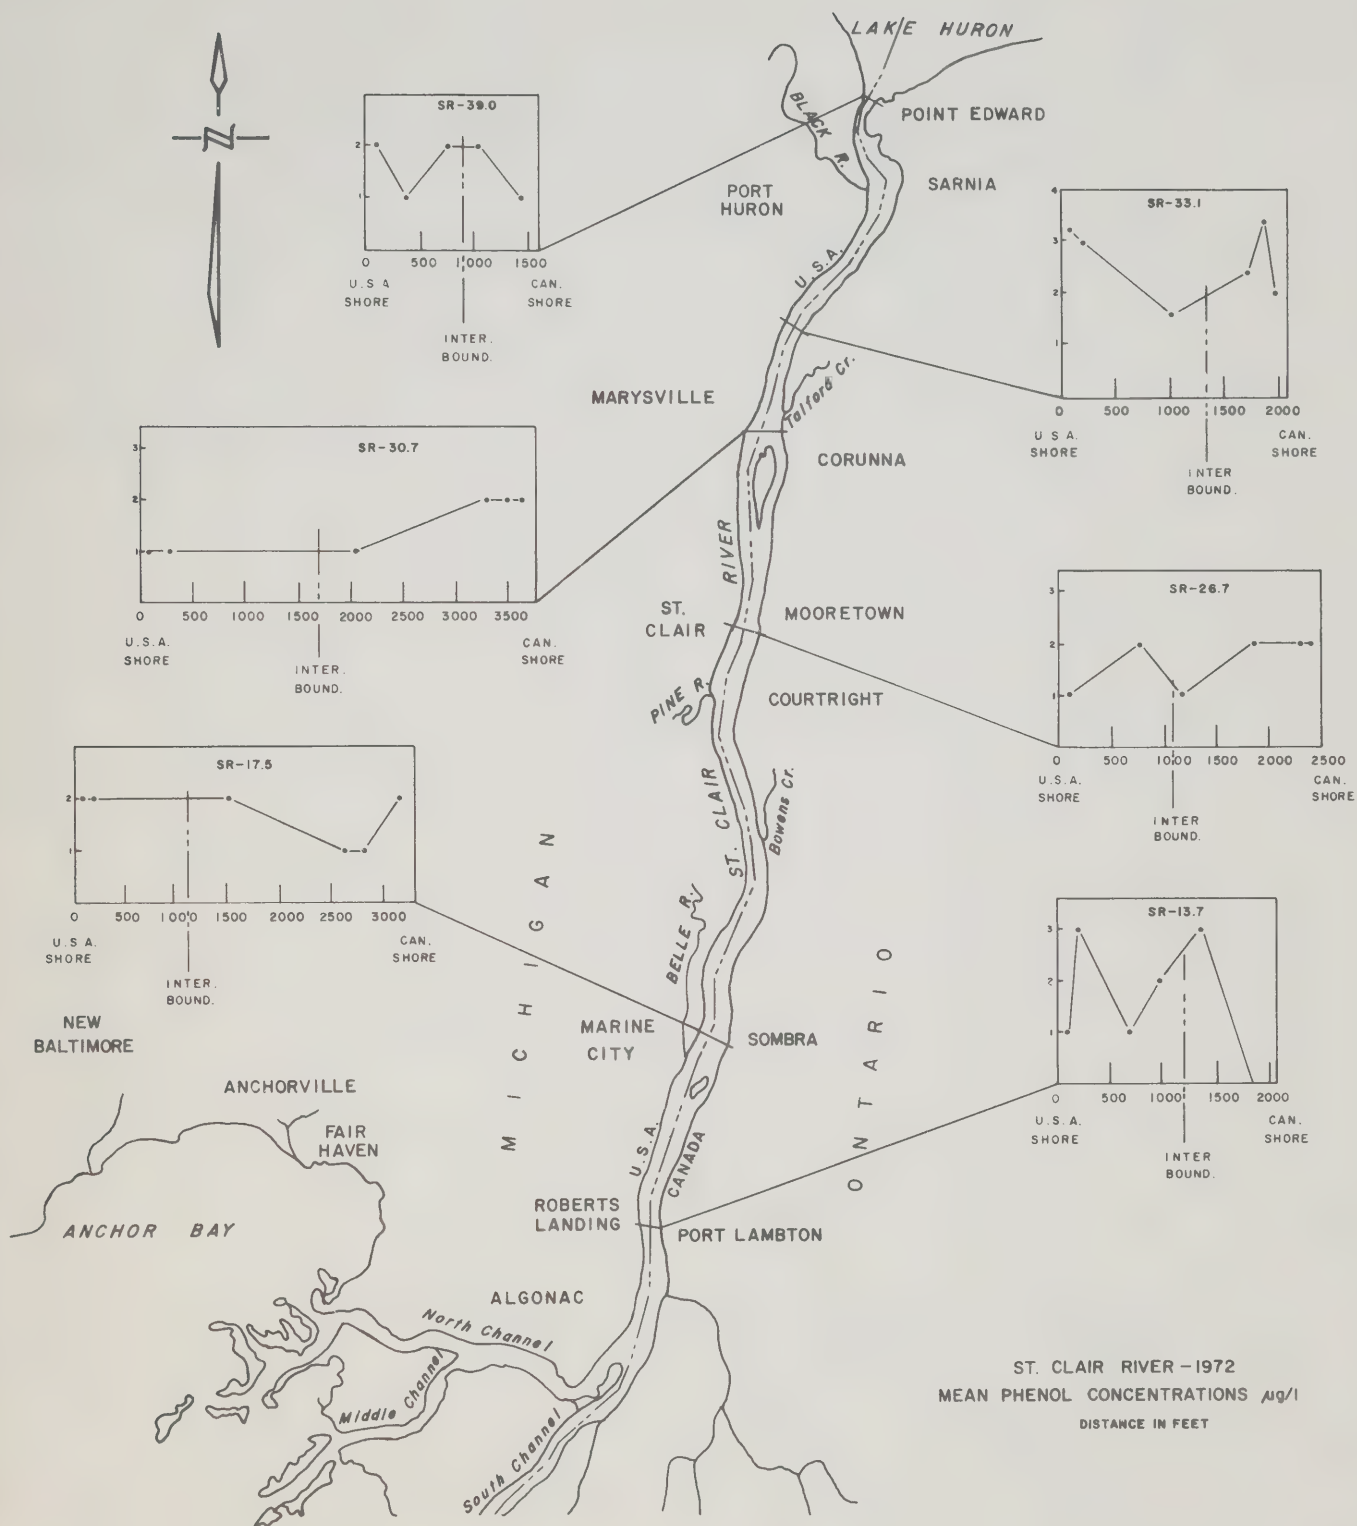 LAKE HURON
BLACK R.
POINT EDWARD
SARNIA
PORT
HURON
N
SR-39.0
2
1
0 500 1000 1500
U.S.A
SHORE
CAN.
SHORE
INTER.
BOUND.
SR-33.1
4
3
2
1
0 500 1000 1500 2000
U S A.
SHORE
CAN.
SHORE
INTER
BOUND.
U.S.A.
MARYSVILLE
Talford Cr.
CORUNNA
SR-30.7
3
2
1
0 500 1000 1500 2000 2500 3000 3500
U.S.A.
SHORE
CAN.
SHORE
INTER.
BOUND.
ST. CLAIR RIVER
ST.
CLAIR
MOORETOWN
SR-26.7
3
2
1
0 500 1000 1500 2000 2500
U.S.A.
SHORE
CAN.
SHORE
INTER
BOUND.
PINE R.
COURTRIGHT
Bowens Cr.
SR-17.5
2
1
0 500 1000 1500 2000 2500 3000
U.S.A.
SHORE
CAN.
SHORE
INTER.
BOUND.
MICHIGAN
ONTARIO
BELLE R.
MARINE
CITY
SOMBRA
SR-13.7
3
2
1
0 500 1000 1500 2000
U.S.A.
SHORE
CAN.
SHORE
INTER
BOUND.
NEW
BALTIMORE
ANCHORVILLE
FAIR
HAVEN
ANCHOR BAY
U.S.A.
CANADA
ROBERTS
LANDING
PORT LAMBTON
ALGONAC
North Channel
Middle Channel
South Channel
ST. CLAIR RIVER - 1972
MEAN PHENOL CONCENTRATIONS µg/l
DISTANCE IN FEET